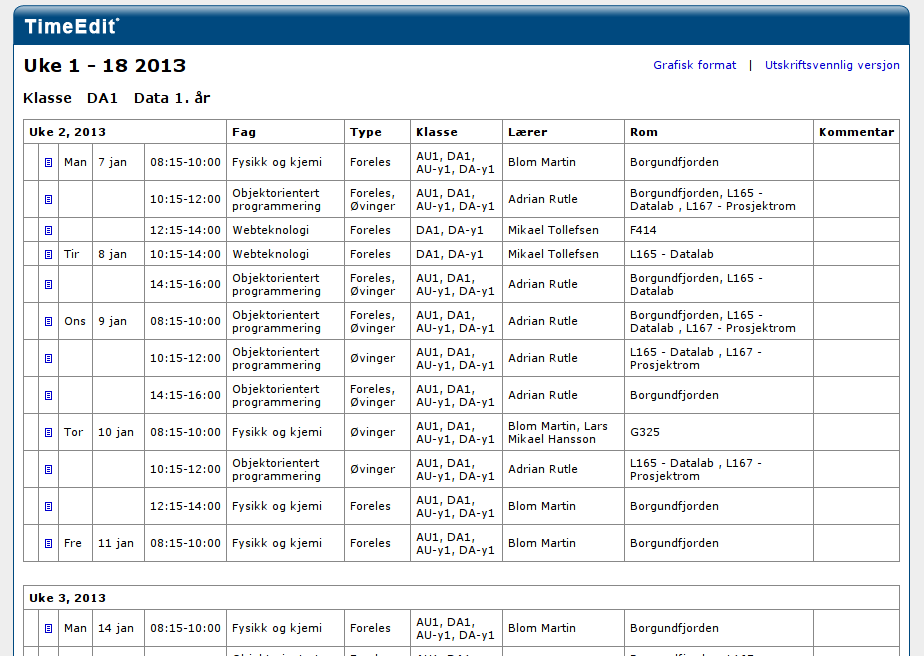 TimeEdit®
Uke 1 - 18 2013
Grafisk format | Utskriftsvennlig versjon
Klasse DA1 Data 1. år
Uke 2, 2013 Fag Type Klasse Lærer Rom Kommentar
Man 7 jan 08:15-10:00 Fysikk og kjemi Foreles AU1, DA1, AU-y1, DA-y1 Blom Martin Borgundfjorden
10:15-12:00 Objektorientert programmering Foreles, Øvinger AU1, DA1, AU-y1, DA-y1 Adrian Rutle Borgundfjorden, L165 - Datalab , L167 - Prosjektrom
12:15-14:00 Webteknologi Foreles DA1, DA-y1 Mikael Tollefsen F414
Tir 8 jan 10:15-14:00 Webteknologi Foreles DA1, DA-y1 Mikael Tollefsen L165 - Datalab
14:15-16:00 Objektorientert programmering Foreles, Øvinger AU1, DA1, AU-y1, DA-y1 Adrian Rutle Borgundfjorden, L165 - Datalab
Ons 9 jan 08:15-10:00 Objektorientert programmering Foreles, Øvinger AU1, DA1, AU-y1, DA-y1 Adrian Rutle Borgundfjorden, L165 - Datalab , L167 - Prosjektrom
10:15-12:00 Objektorientert programmering Øvinger AU1, DA1, AU-y1, DA-y1 Adrian Rutle L165 - Datalab , L167 - Prosjektrom
14:15-16:00 Objektorientert programmering Foreles, Øvinger AU1, DA1, AU-y1, DA-y1 Adrian Rutle Borgundfjorden
Tor 10 jan 08:15-10:00 Fysikk og kjemi Øvinger AU1, DA1, AU-y1, DA-y1 Blom Martin, Lars Mikael Hansson G325
10:15-12:00 Objektorientert programmering Øvinger AU1, DA1, AU-y1, DA-y1 Adrian Rutle L165 - Datalab , L167 - Prosjektrom
12:15-14:00 Fysikk og kjemi Foreles AU1, DA1, AU-y1, DA-y1 Blom Martin Borgundfjorden
Fre 11 jan 08:15-10:00 Fysikk og kjemi Foreles AU1, DA1, AU-y1, DA-y1 Blom Martin Borgundfjorden
Uke 3, 2013
Man 14 jan 08:15-10:00 Fysikk og kjemi Foreles AU1, DA1, AU-y1, DA-y1 Blom Martin Borgundfjorden